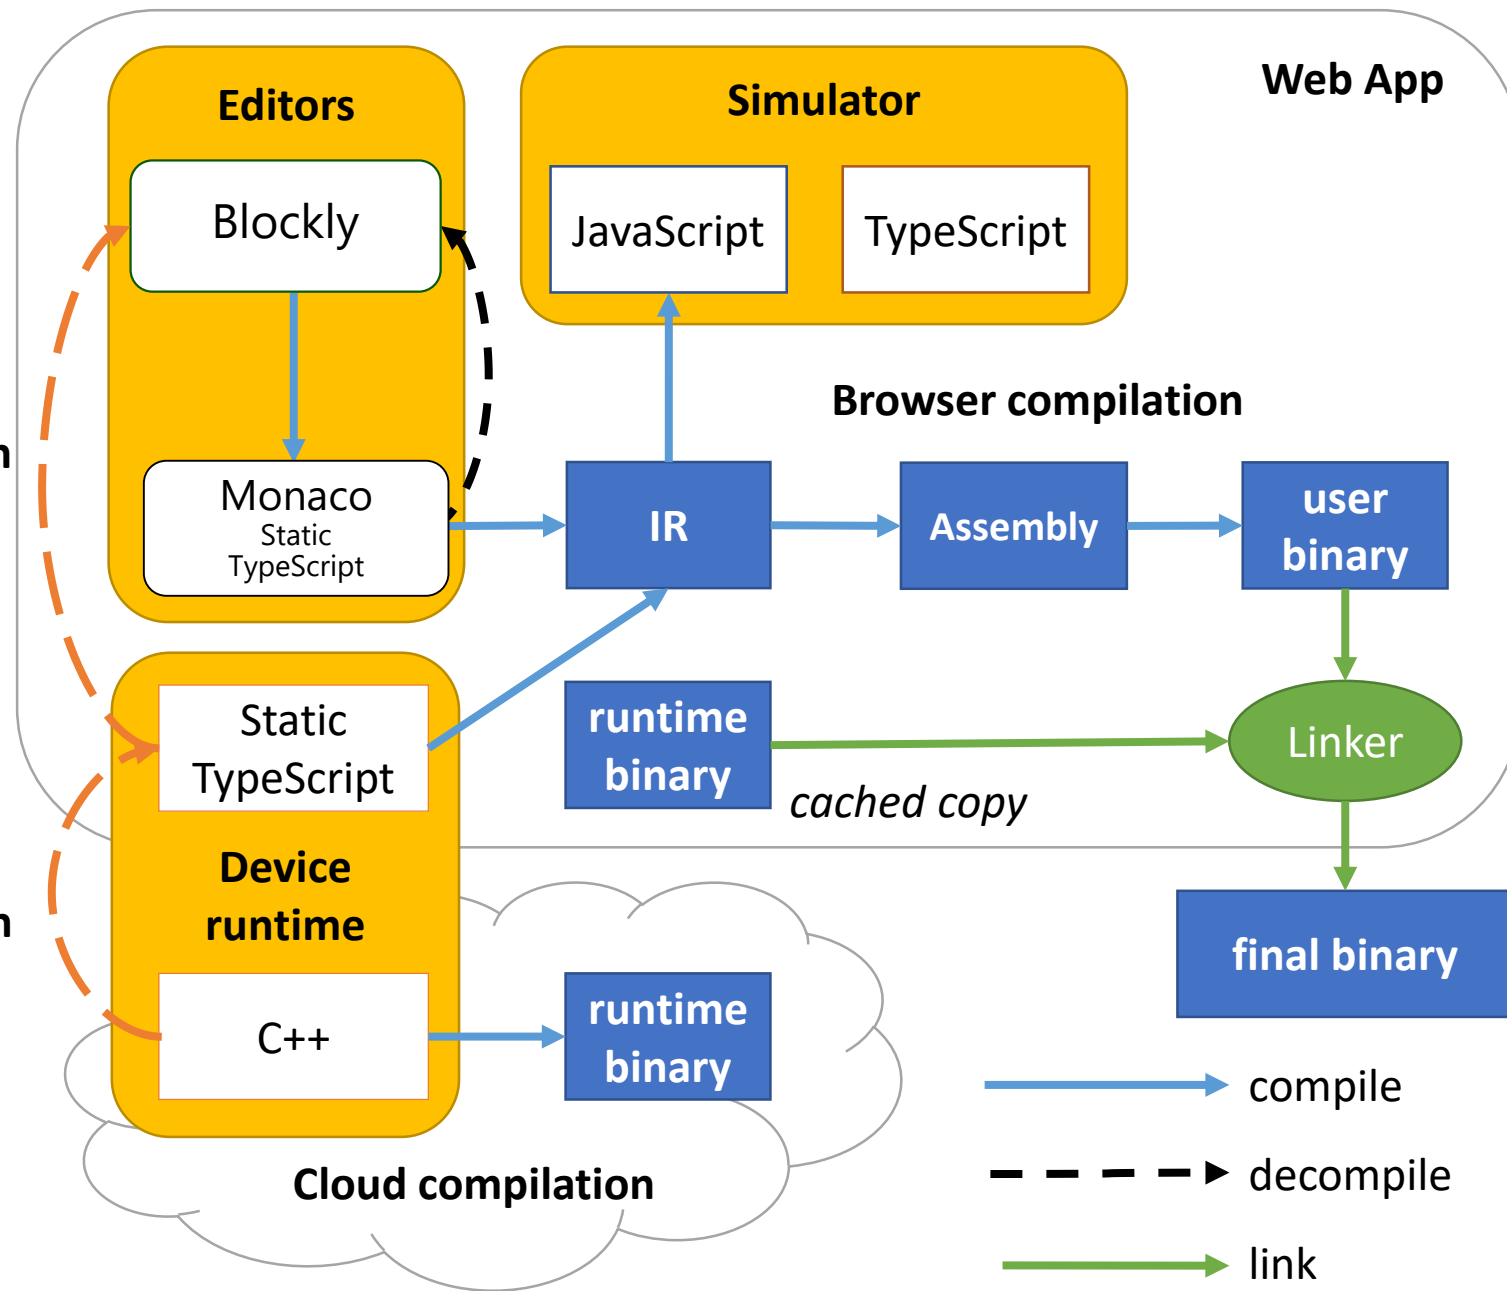 Web App
Editors
Simulator
Blockly
JavaScript
TypeScript
Browser compilation
Monaco
Static
TypeScript
IR
Assembly
user
binary
Static
TypeScript
runtime
binary
cached copy
Linker
Device
runtime
final binary
C++
runtime
binary
Cloud compilation
compile
decompile
link